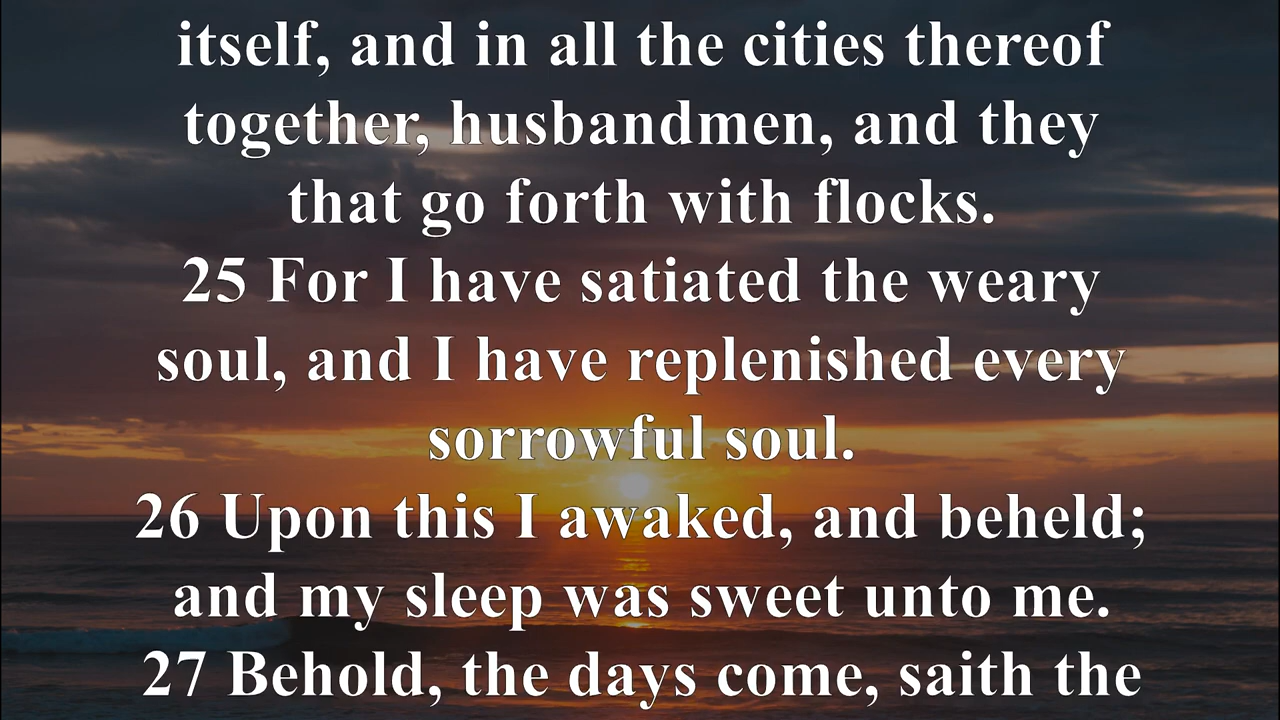 itself, and in all the cities thereof
together, husbandmen, and they
that go forth with flocks.
25 For I have satiated the weary
soul, and I have replenished every
sorrowful soul.
26 Upon this I awaked, and beheld;
and my sleep was sweet unto me.
27 Behold, the days come, saith the